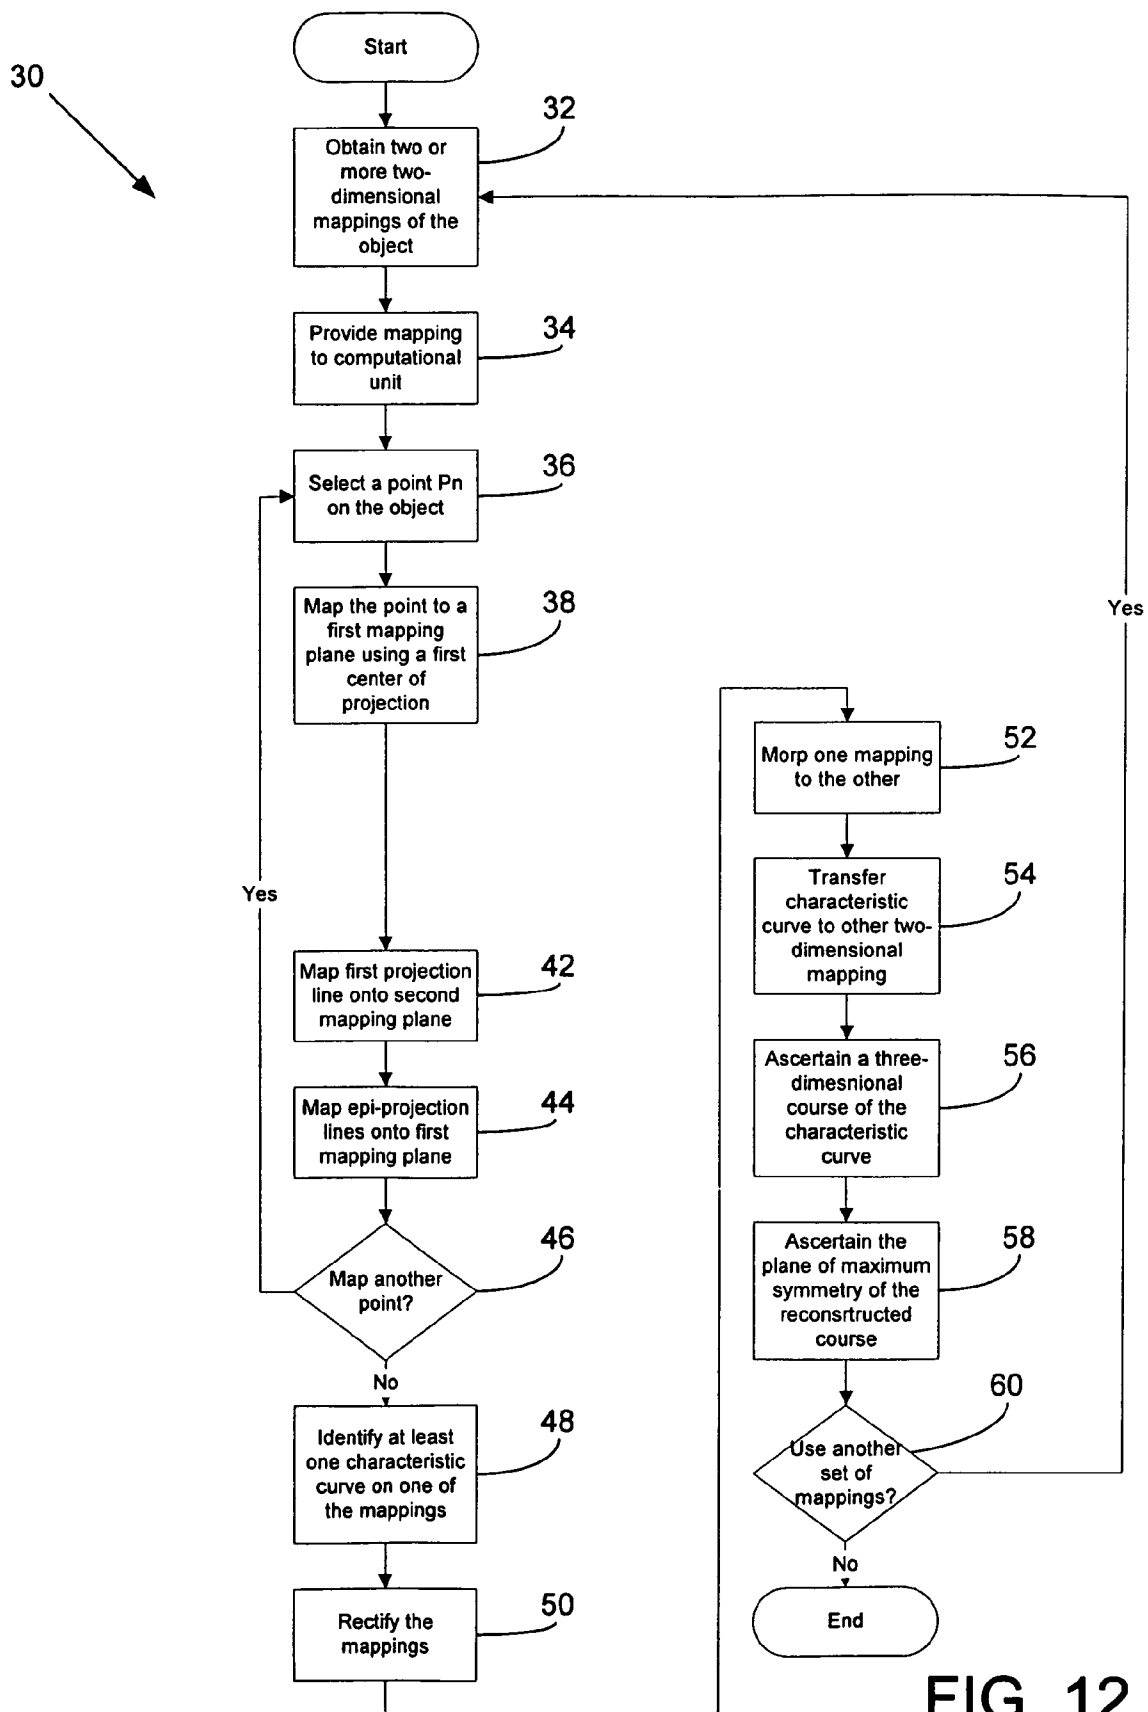 30
Start
32
Obtain two or
more two-
dimensional
mappings of the
object
34
Provide mapping
to computational
unit
36
Select a point Pn
on the object
38
Map the point to a
first mapping
plane using a first
center of
projection
Yes
42
Map first projection
line onto second
mapping plane
44
Map epi-projection
lines onto first
mapping plane
46
Map another
point?
No
48
Identify at least
one characteristic
curve on one of
the mappings
50
Rectify the
mappings
52
Morp one mapping
to the other
54
Transfer
characteristic
curve to other two-
dimensional
mapping
56
Ascertain a three-
dimesnional
course of the
characteristic
curve
58
Ascertain the
plane of maximum
symmetry of the
reconsrtructed
course
60
Use another
set of
mappings?
Yes
No
End
FIG. 12